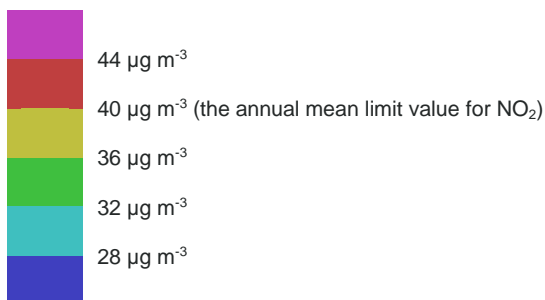 44 µg m⁻³
40 µg m⁻³ (the annual mean limit value for NO₂)
36 µg m⁻³
32 µg m⁻³
28 µg m⁻³